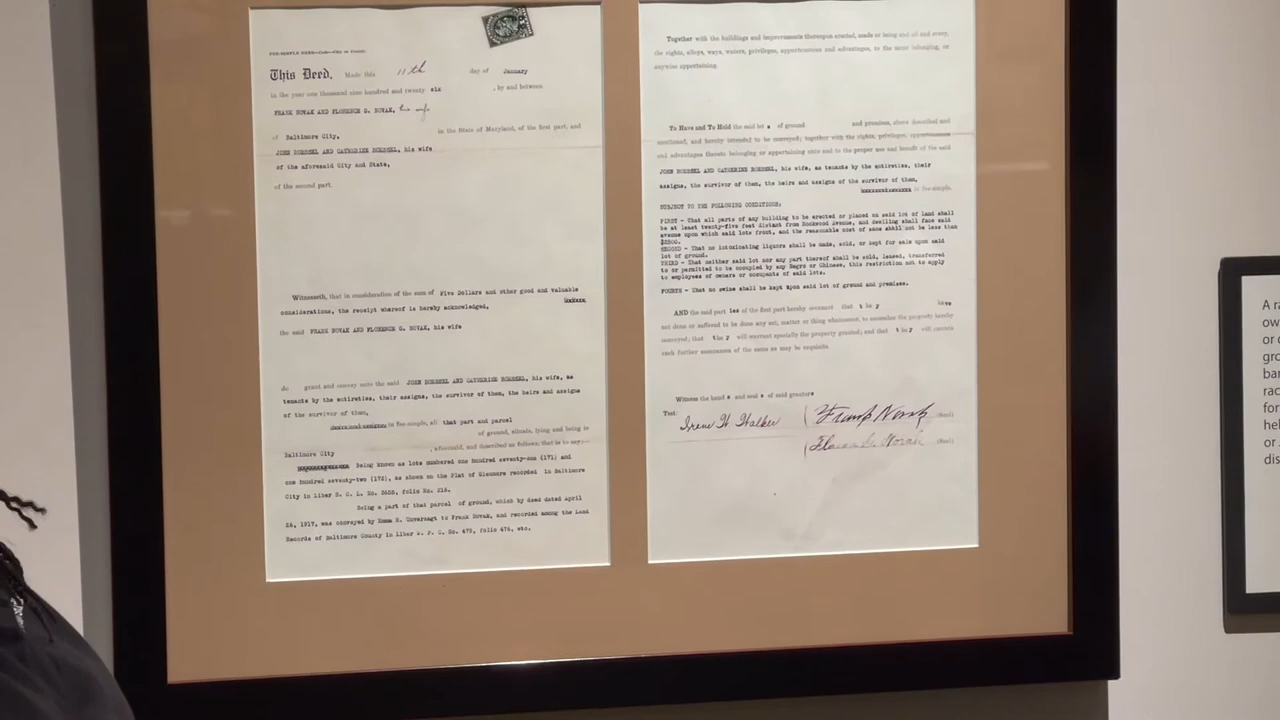 FEE-SIMPLE DEED—Code—City or County.
This Deed, Made this 11th day of January
in the year one thousand nine hundred and twenty six , by and between
FRANK NOVAK AND FLORENCE G. NOVAK, his wife
of Baltimore City, in the State of Maryland, of the first part, and
JOHN ROESSEL AND CATHERINE ROESSEL, his wife
of the aforesaid City and State,
of the second part.
Witnesseth, that in consideration of the sum of Five Dollars and other good and valuable
considerations, the receipt whereof is hereby acknowledged,
the said FRANK NOVAK AND FLORENCE G. NOVAK, his wife
do grant and convey unto the said JOHN ROESSEL AND CATHERINE ROESSEL, his wife, as
tenants by the entireties, their assigns, the survivor of them, the heirs and assigns
of the survivor of them,
in fee-simple, all that part and parcel
of ground, situate, lying and being in
Baltimore City , aforesaid, and described as follows, that is to say:
Being known as lots numbered one hundred seventy-one (171) and
one hundred seventy-two (172), as shown on the Plat of Glenmore recorded in Baltimore
City in Liber S. C. L. No. folio No.
Being a part of that parcel of ground, which by deed dated April
26, 1917, was conveyed by Emma R. to Frank Novak, and recorded among the Land
Records of Baltimore County in Liber W. P. C. No. 479, folio 476, etc.
Together with the buildings and improvements thereupon erected, made or being and all and every,
the rights, alleys, ways, waters, privileges, appurtenances and advantages, to the same belonging, or
anywise appertaining.
To Have and To Hold the said lot s of ground and premises, above described and
mentioned, and hereby intended to be conveyed; together with the rights, privileges, appurtenances
and advantages thereto belonging or appertaining unto and to the proper use and benefit of the said
JOHN ROESSEL AND CATHERINE ROESSEL, his wife, as tenants by the entireties, their
assigns, the survivor of them, the heirs and assigns of the survivor of them,
in fee-simple.
SUBJECT TO THE FOLLOWING CONDITIONS:
FIRST - That all parts of any building to be erected or placed on said lot of land shall
be at least twenty-five feet distant from Rockwood Avenue, and dwelling shall face said
avenue upon which said lots front, and the reasonable cost of same shall not be less than
$2500.
SECOND - That no intoxicating liquors shall be made, sold, or kept for sale upon said
lot of ground.
THIRD - That neither said lot nor any part thereof shall be sold, leased, transferred
to or permitted to be occupied by any Negro or Chinese, this restriction not to apply
to employees of owners or occupants of said lots.
FOURTH - That no swine shall be kept upon said lot of ground and premises.
AND the said part ies of the first part hereby covenant that t he y have
not done or suffered to be done any act, matter or thing whatsoever, to encumber the property hereby
conveyed; that t he y will warrant specially the property granted; and that t he y will execute
such further assurances of the same as may be requisite.
Witness the hand s and seal s of said grantors
Test:
Irene W. Walker
Frank Novak (Seal)
Florence G. Novak (Seal)
A